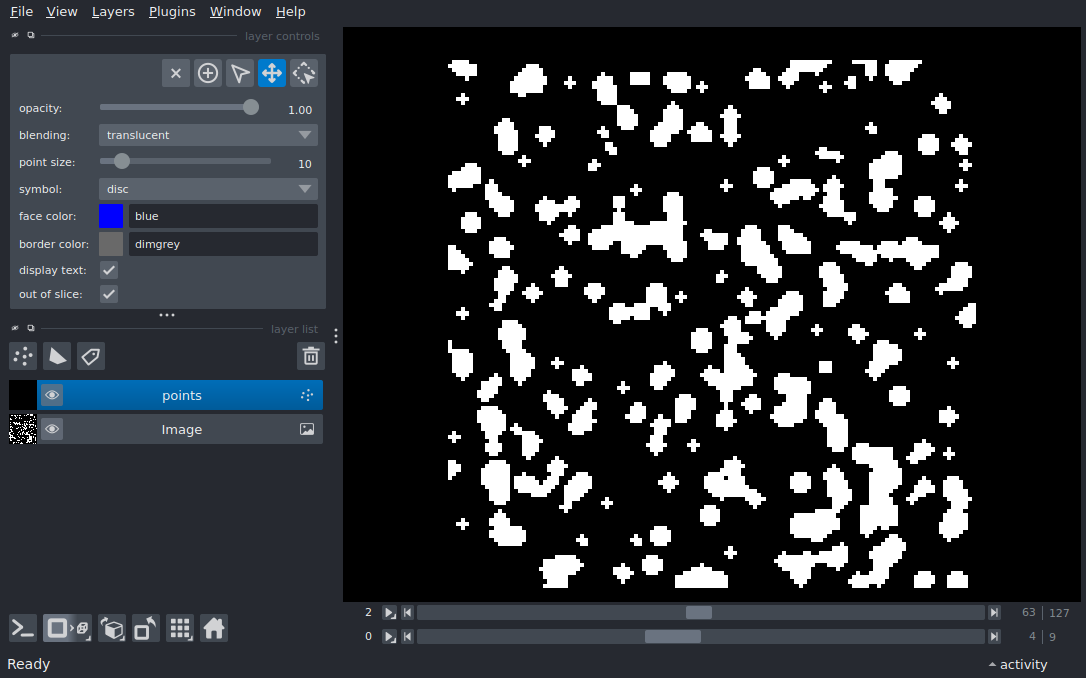 File View Layers Plugins Window Help
layer controls
opacity: 1.00
blending: translucent
point size: 10
symbol: disc
face color: blue
border color: dimgrey
display text:
out of slice:
layer list
points
Image
2 63 127
0 4 9
Ready activity